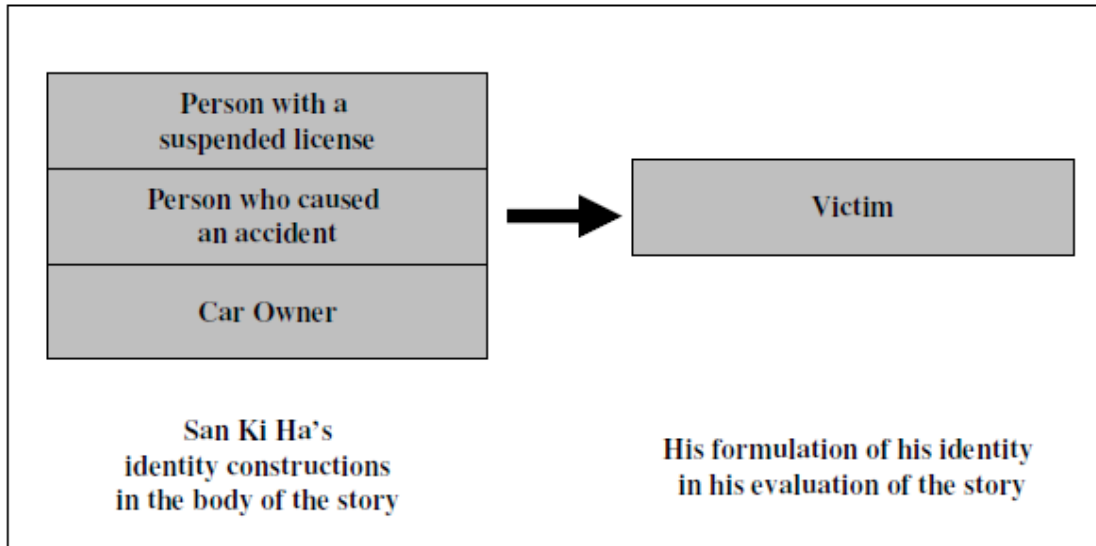 Person with a
suspended license
Person who caused
an accident
Car Owner
Victim
San Ki Ha's
identity constructions
in the body of the story
His formulation of his identity
in his evaluation of the story